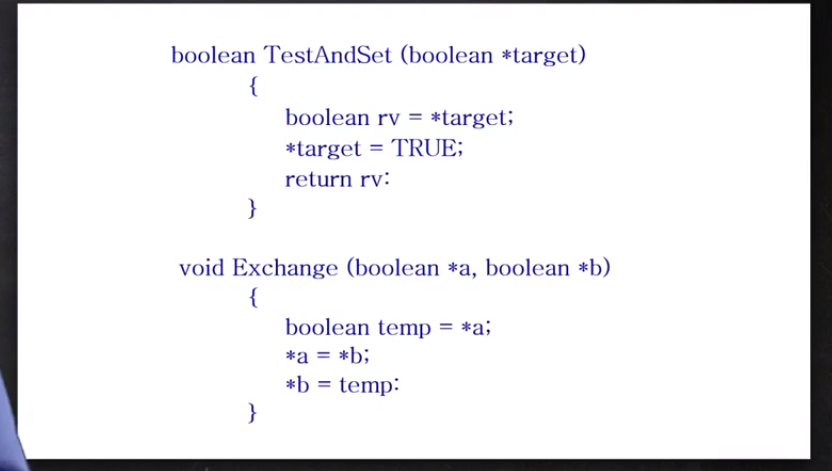 boolean TestAndSet (boolean *target)
{
boolean rv = *target;
*target = TRUE;
return rv:
}
void Exchange (boolean *a, boolean *b)
{
boolean temp = *a;
*a = *b;
*b = temp:
}